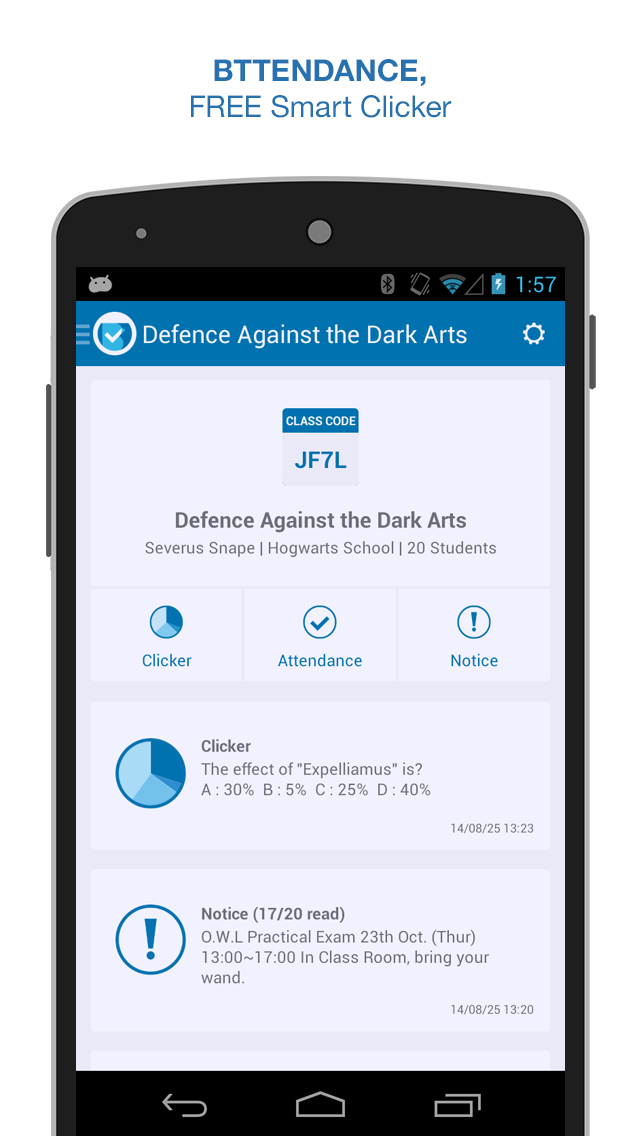 BTTENDANCE,
FREE Smart Clicker
1:57
Defence Against the Dark Arts
CLASS CODE
JF7L
Defence Against the Dark Arts
Severus Snape | Hogwarts School | 20 Students
Clicker
Attendance
Notice
Clicker
The effect of "Expelliamus" is?
A : 30%  B : 5%  C : 25%  D : 40%
14/08/25 13:23
Notice (17/20 read)
O.W.L Practical Exam 23th Oct. (Thur)
13:00~17:00 In Class Room, bring your
wand.
14/08/25 13:20